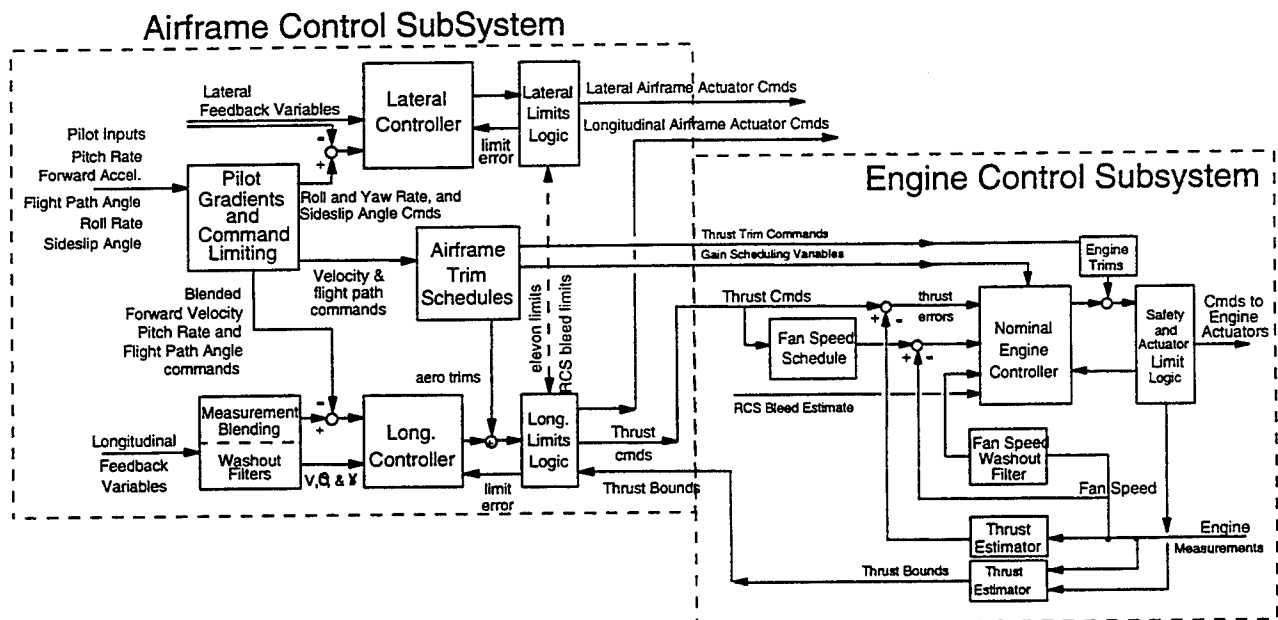 Airframe Control SubSystem
Lateral
Feedback Variables
Lateral
Controller
Lateral
Limits
Logic
limit
error
Lateral Airframe Actuator Cmds
Longitudinal Airframe Actuator Cmds
Pilot Inputs
Pitch Rate
Forward Accel.
Flight Path Angle
Roll Rate
Sideslip Angle
-
+
Pilot
Gradients
and
Command
Limiting
Roll and Yaw Rate, and
Sideslip Angle Cmds
Velocity &
flight path
commands
Airframe
Trim
Schedules
Blended
Forward Velocity
Pitch Rate and
Flight Path Angle
commands
elevon limits
RCS bleed limits
aero trims
Longitudinal
Feedback
Variables
Measurement
Blending
Washout
Filters
-
+
V,Q, & γ
Long.
Controller
+
limit
error
Long.
Limits
Logic
Thrust
cmds
Thrust Bounds
Engine Control Subsystem
Thrust Trim Commands
Gain Scheduling Variables
Engine
Trims
Thrust Cmds
+
-
thrust
errors
Fan Speed
Schedule
+
-
Nominal
Engine
Controller
Safety
and
Actuator
Limit
Logic
Cmds to
Engine
Actuators
RCS Bleed Estimate
Fan Speed
Washout
Filter
Fan Speed
Thrust
Estimator
Engine
Measurements
Thrust Bounds
Thrust
Estimator